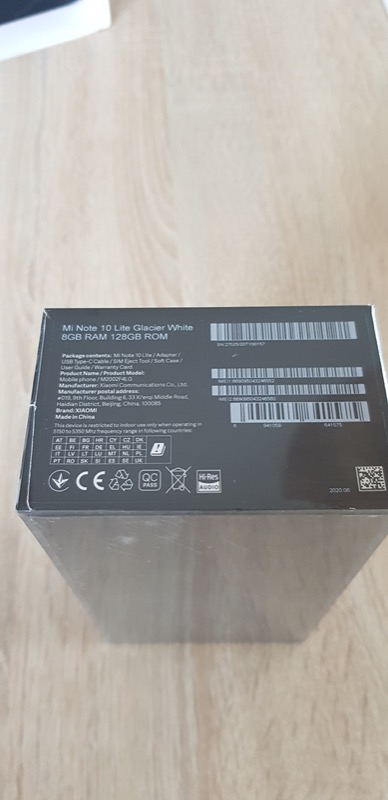 Mi Note 10 Lite Glacier White
8GB RAM 128GB ROM
Package contents: Mi Note 10 Lite / Adapter /
USB Type-C Cable / SIM Eject Tool / Soft Case /
User Guide / Warranty Card
Product Name / Product Model:
Mobile phone / M2002F4LG
Manufacturer: Xiaomi Communications Co., Ltd.
Manufacturer postal address:
#019, 9th Floor, Building 6, 33 Xi'erqi Middle Road,
Haidian District, Beijing, China, 100085
Brand: XIAOMI
Made in China
This device is restricted to indoor use only when operating in
5150 to 5350 Mhz frequency range in following countries:
AT BE BG HR CY CZ DK
EE FI FR DE EL HU IE
IT LV LT LU MT NL PL
PT RO SK SI ES SE UK
CE
QC
PASS
Hi-Res
AUDIO
6 941059 641575
2020.06